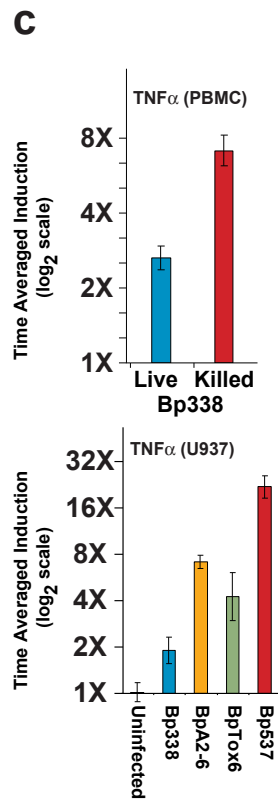 C
TNFα (PBMC)
Time Averaged Induction
(log2 scale)
8X
4X
2X
1X
Live Killed
Bp338
TNFα (U937)
Time Averaged Induction
(log2 scale)
32X
16X
8X
4X
2X
1X
Uninfected
Bp338
BpA2-6
BpTox6
Bp537